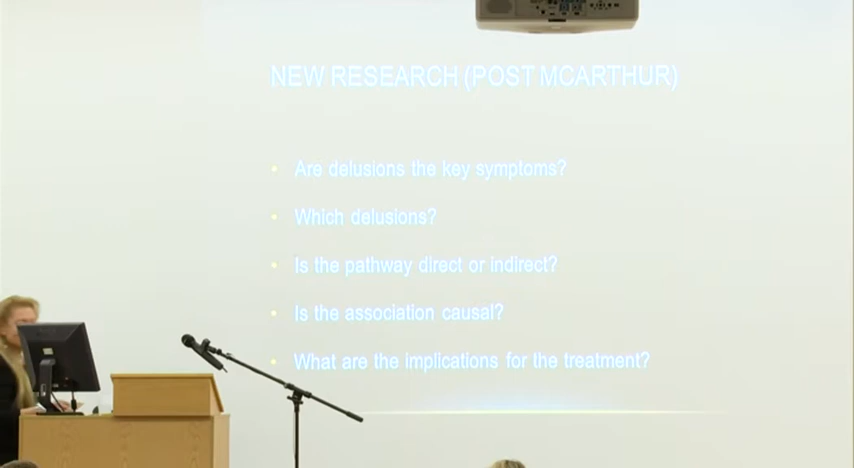 NEW RESEARCH (POST MCARTHUR)
• Are delusions the key symptoms?
• Which delusions?
• Is the pathway direct or indirect?
• Is the association causal?
• What are the implications for the treatment?